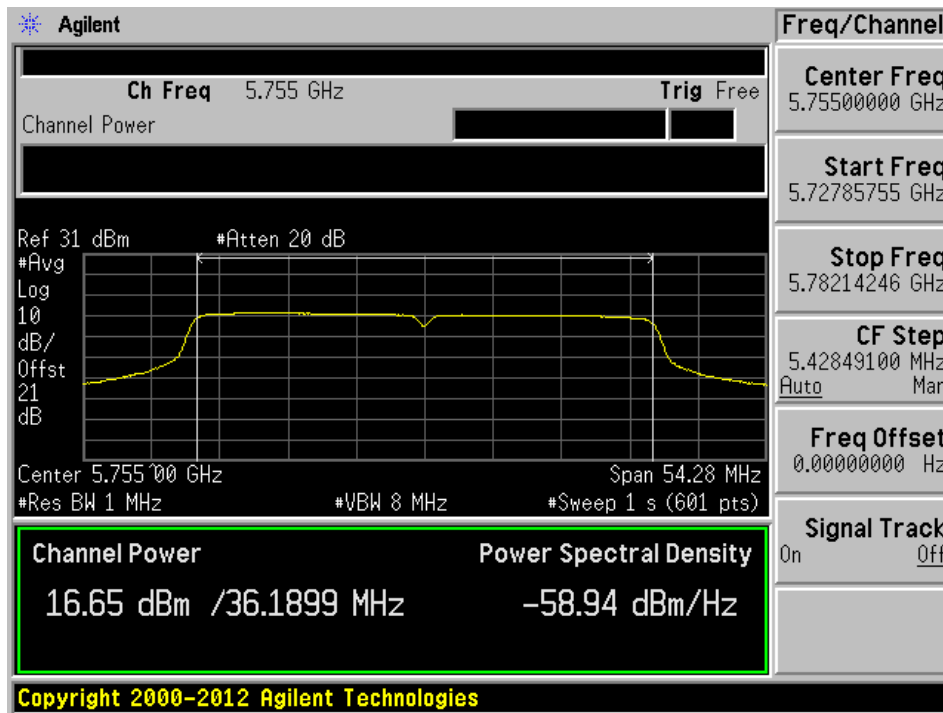 Agilent
Freq/Channel
Ch Freq 5.755 GHz Trig Free
Channel Power
Center Freq
5.75500000 GHz
Start Freq
5.72785755 GHz
Stop Freq
5.78214246 GHz
CF Step
5.42849100 MHz
Auto Man
Freq Offset
0.00000000 Hz
Signal Track
On Off
Ref 31 dBm #Atten 20 dB
#Avg
Log
10
dB/
Offst
21
dB
Center 5.755 00 GHz Span 54.28 MHz
#Res BW 1 MHz #VBW 8 MHz #Sweep 1 s (601 pts)
Channel Power Power Spectral Density
16.65 dBm /36.1899 MHz -58.94 dBm/Hz
Copyright 2000-2012 Agilent Technologies